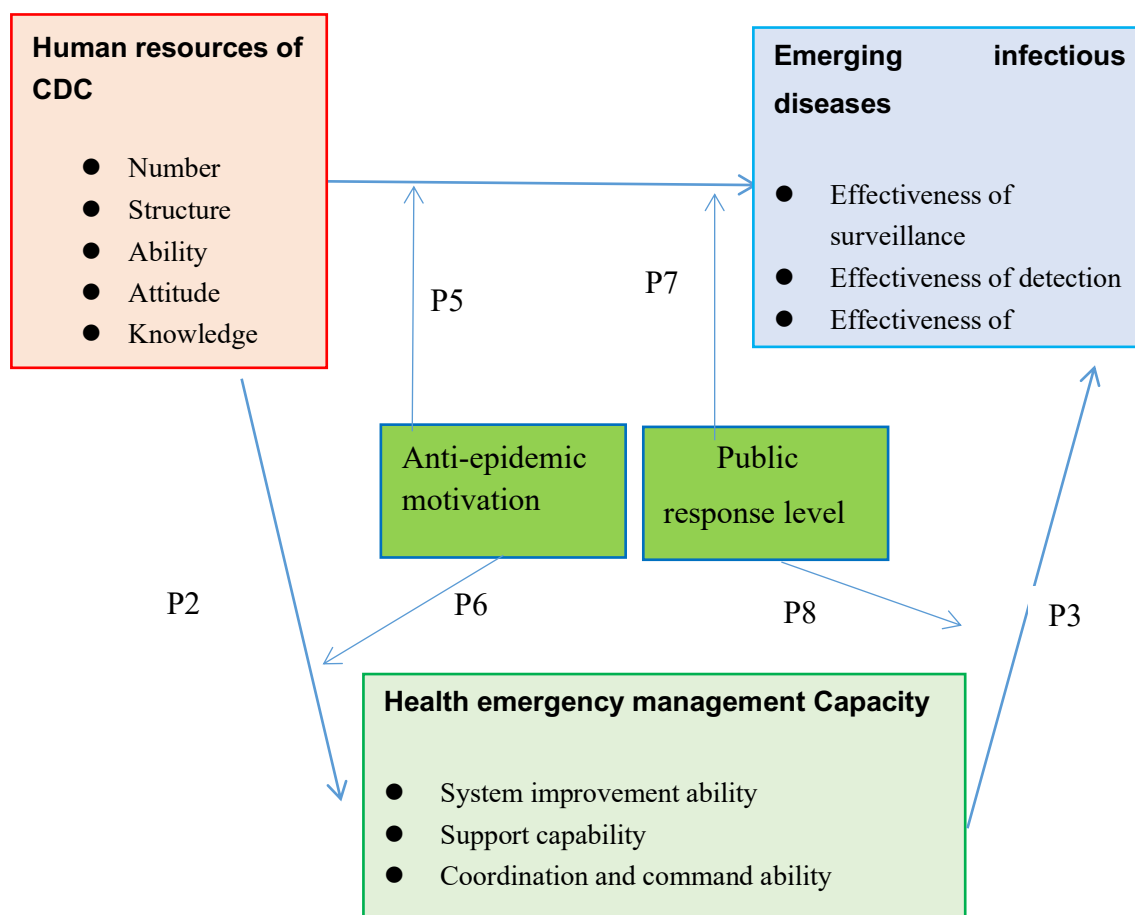 Human resources of
CDC
● Number
● Structure
● Ability
● Attitude
● Knowledge
Emerging infectious
diseases
● Effectiveness of
surveillance
● Effectiveness of detection
● Effectiveness of
P5
P7
Anti-epidemic
motivation
Public
response level
P2
P6
P8
P3
Health emergency management Capacity
● System improvement ability
● Support capability
● Coordination and command ability